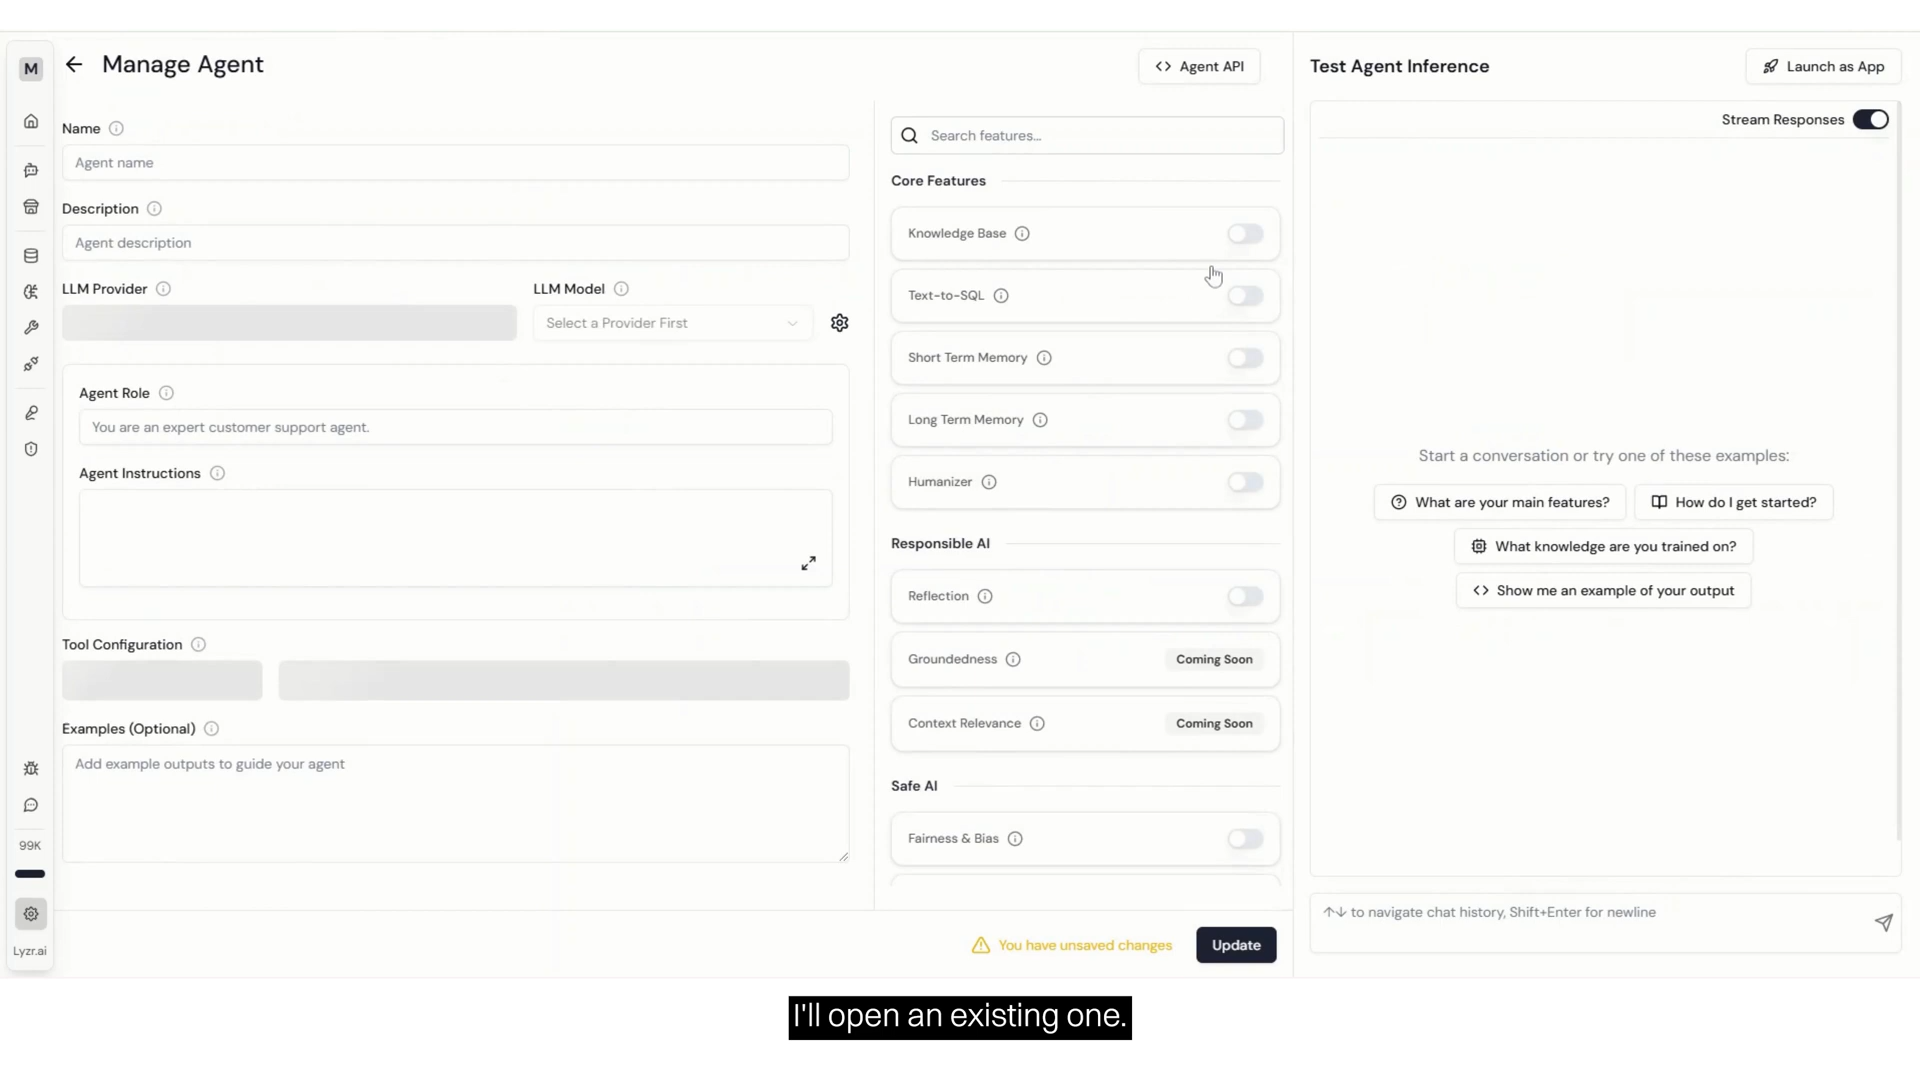 M
Manage Agent
Agent API
Name
Agent name
Description
Agent description
LLM Provider
LLM Model
Select a Provider First
Agent Role
You are an expert customer support agent.
Agent Instructions
Tool Configuration
Examples (Optional)
Add example outputs to guide your agent
99K
Lyzr.ai
Search features...
Core Features
Knowledge Base
Text-to-SQL
Short Term Memory
Long Term Memory
Humanizer
Responsible AI
Reflection
Groundedness
Coming Soon
Context Relevance
Coming Soon
Safe AI
Fairness & Bias
You have unsaved changes
Update
Test Agent Inference
Launch as App
Stream Responses
Start a conversation or try one of these examples:
What are your main features?
How do I get started?
What knowledge are you trained on?
Show me an example of your output
↑↓ to navigate chat history, Shift+Enter for newline
I'll open an existing one.